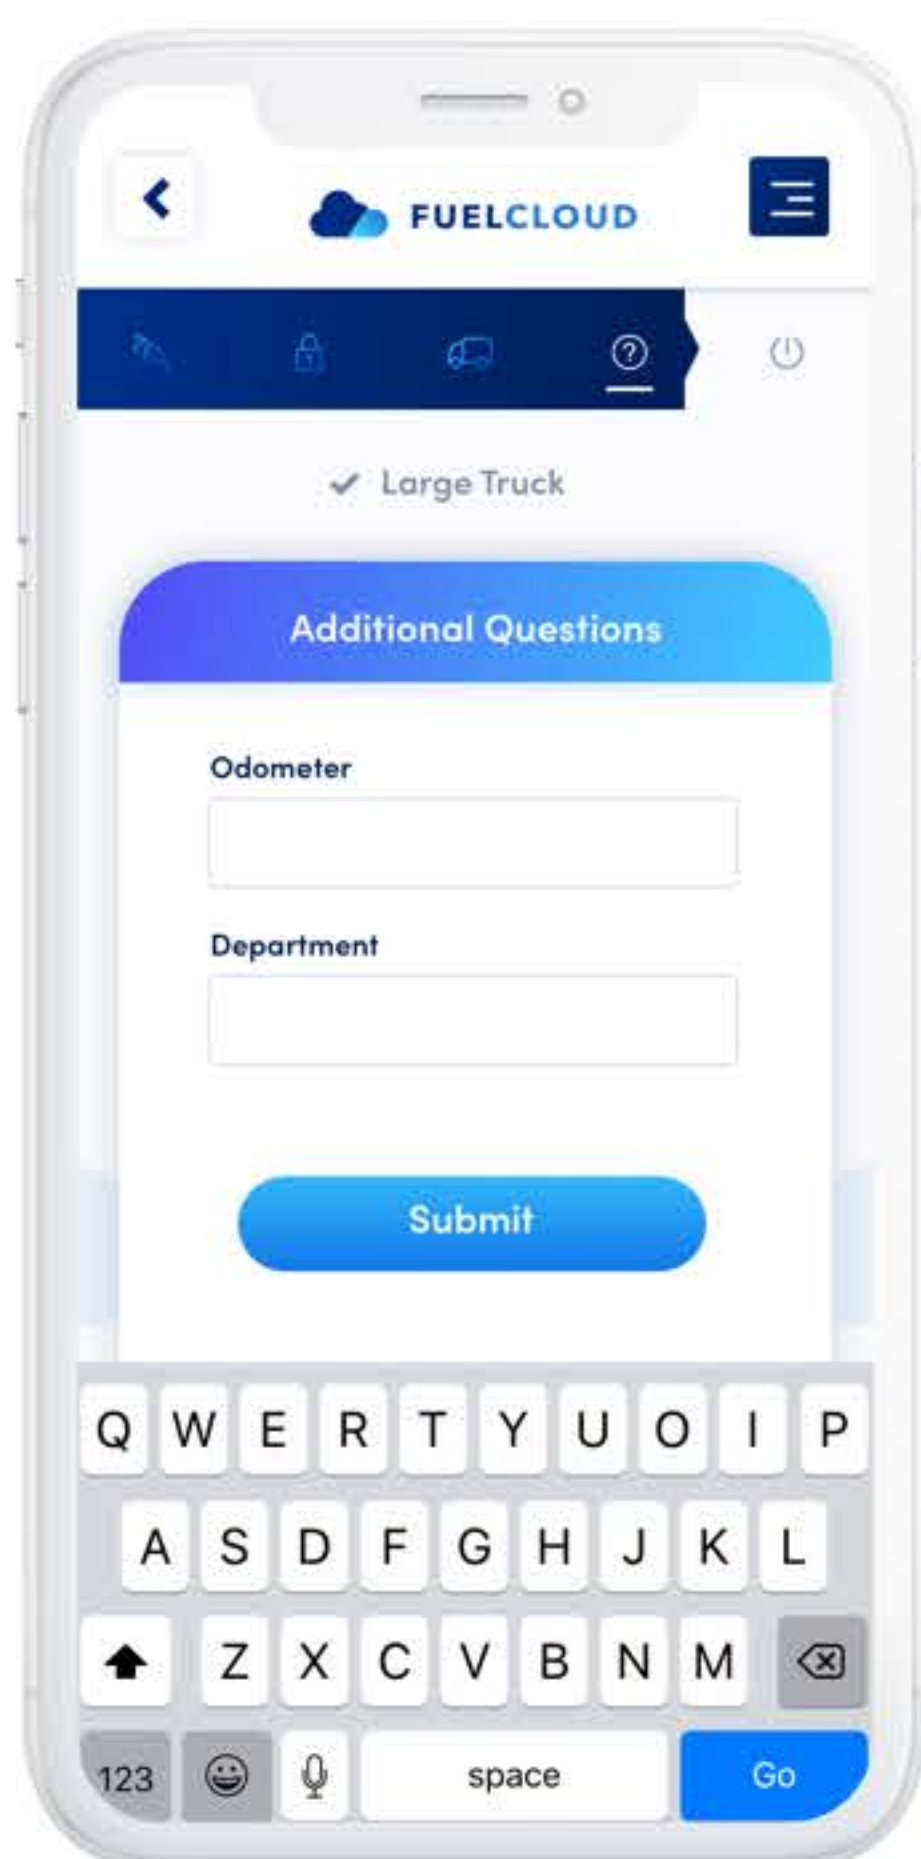 FUELCLOUD
Large Truck
Additional Questions
Odometer
Department
Submit
Q W E R T Y U O I P
A S D F G H J K L
Z X C V B N M
123 space Go